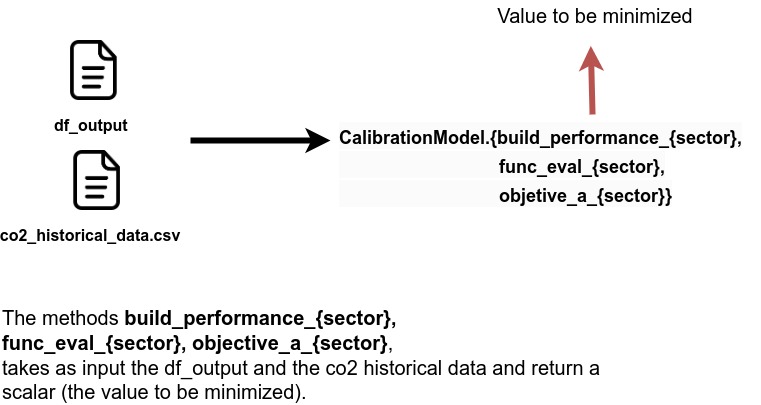 Value to be minimized
df_output
CalibrationModel.{build_performance_{sector},
func_eval_{sector},
objetive_a_{sector}}
co2_historical_data.csv
The methods build_performance_{sector},
func_eval_{sector}, objective_a_{sector},
takes as input the df_output and the co2 historical data and return a
scalar (the value to be minimized).